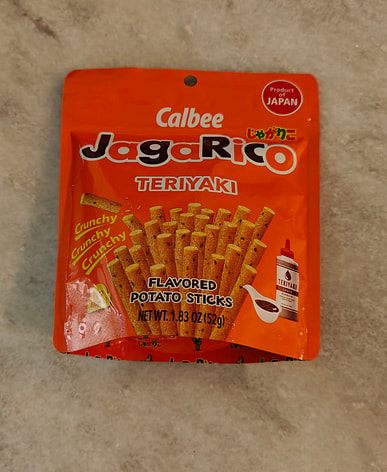 Product
of
JAPAN
Calbee
じゃがりこ
JagaRico
TERIYAKI
Crunchy
Crunchy
Crunchy
TERIYAKI
FLAVORED
POTATO STICKS
NET WT. 1.83 OZ (52g)